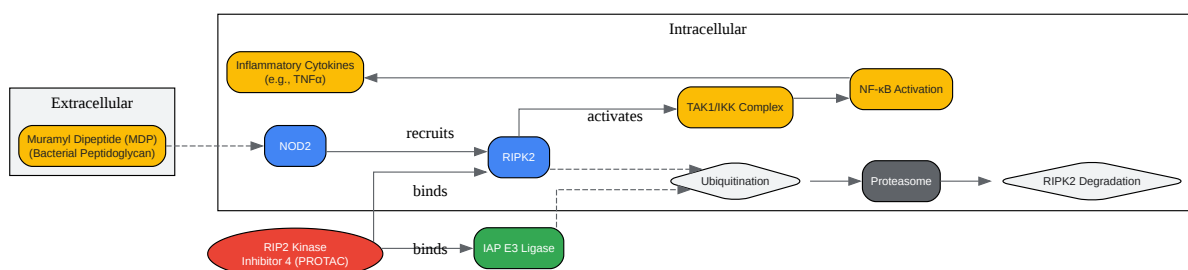 Intracellular
Inflammatory Cytokines
(e.g., TNFα)
NF-κB Activation
Extracellular
TAK1/IKK Complex
activates
Muramyl Dipeptide (MDP)
(Bacterial Peptidoglycan)
NOD2
recruits
RIPK2
binds
Ubiquitination
Proteasome
RIPK2 Degradation
RIP2 Kinase
Inhibitor 4 (PROTAC)
binds
IAP E3 Ligase